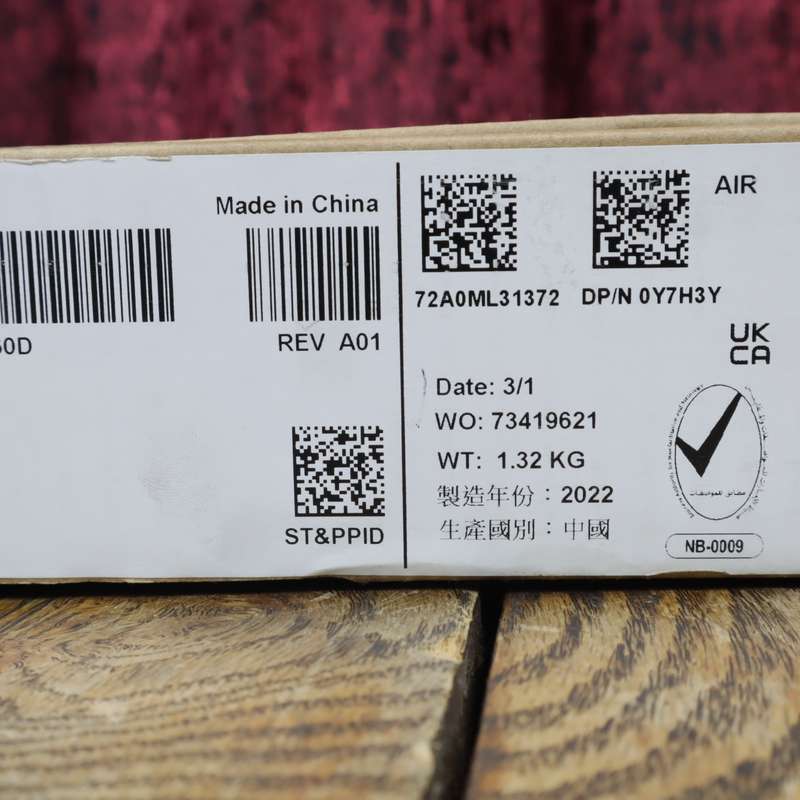 Made in China
REV A01
ST&PPID
AIR
72A0ML31372
DP/N 0Y7H3Y
UK
CA
Date: 3/1
WO: 73419621
WT: 1.32 KG
製造年份：2022
生產國別：中國
NB-0009